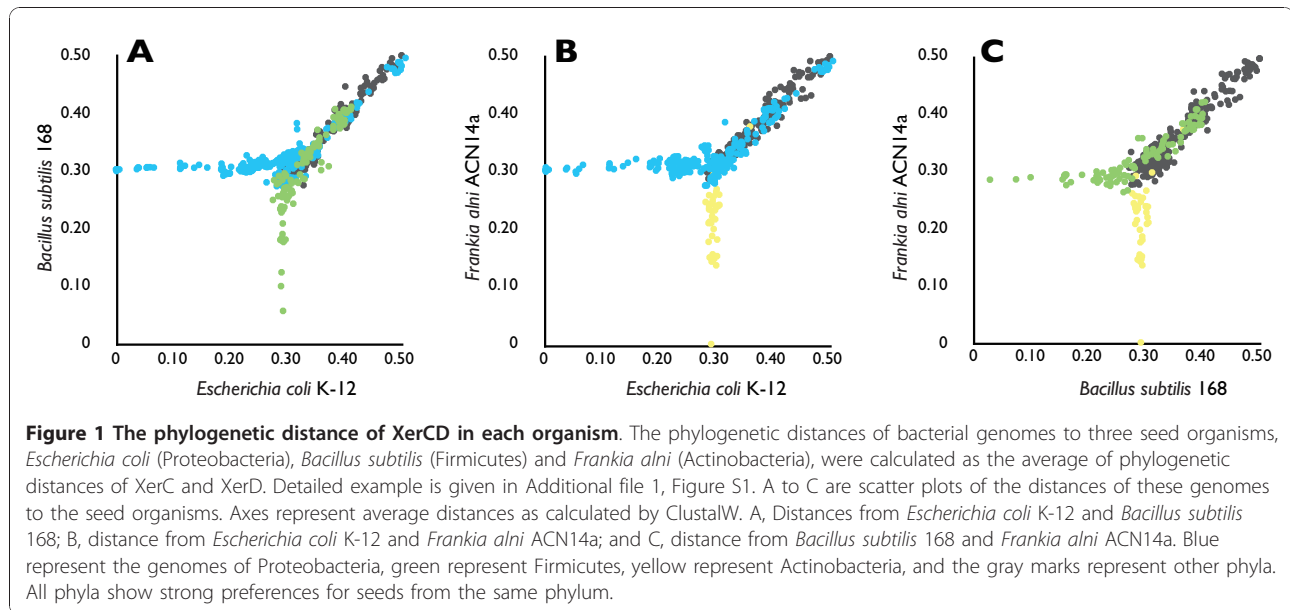 A
0.50
0.40
0.30
0.20
0.10
0
Bacillus subtilis 168
0 0.10 0.20 0.30 0.40 0.50
Escherichia coli K-12
B
0.50
0.40
0.30
0.20
0.10
0
Frankia alni ACN14a
0 0.10 0.20 0.30 0.40 0.50
Escherichia coli K-12
C
0.50
0.40
0.30
0.20
0.10
0
Frankia alni ACN14a
0 0.10 0.20 0.30 0.40 0.50
Bacillus subtilis 168
Figure 1 The phylogenetic distance of XerCD in each organism. The phylogenetic distances of bacterial genomes to three seed organisms,
Escherichia coli (Proteobacteria), Bacillus subtilis (Firmicutes) and Frankia alni (Actinobacteria), were calculated as the average of phylogenetic
distances of XerC and XerD. Detailed example is given in Additional file 1, Figure S1. A to C are scatter plots of the distances of these genomes
to the seed organisms. Axes represent average distances as calculated by ClustalW. A, Distances from Escherichia coli K-12 and Bacillus subtilis
168; B, distance from Escherichia coli K-12 and Frankia alni ACN14a; and C, distance from Bacillus subtilis 168 and Frankia alni ACN14a. Blue
represent the genomes of Proteobacteria, green represent Firmicutes, yellow represent Actinobacteria, and the gray marks represent other phyla.
All phyla show strong preferences for seeds from the same phylum.